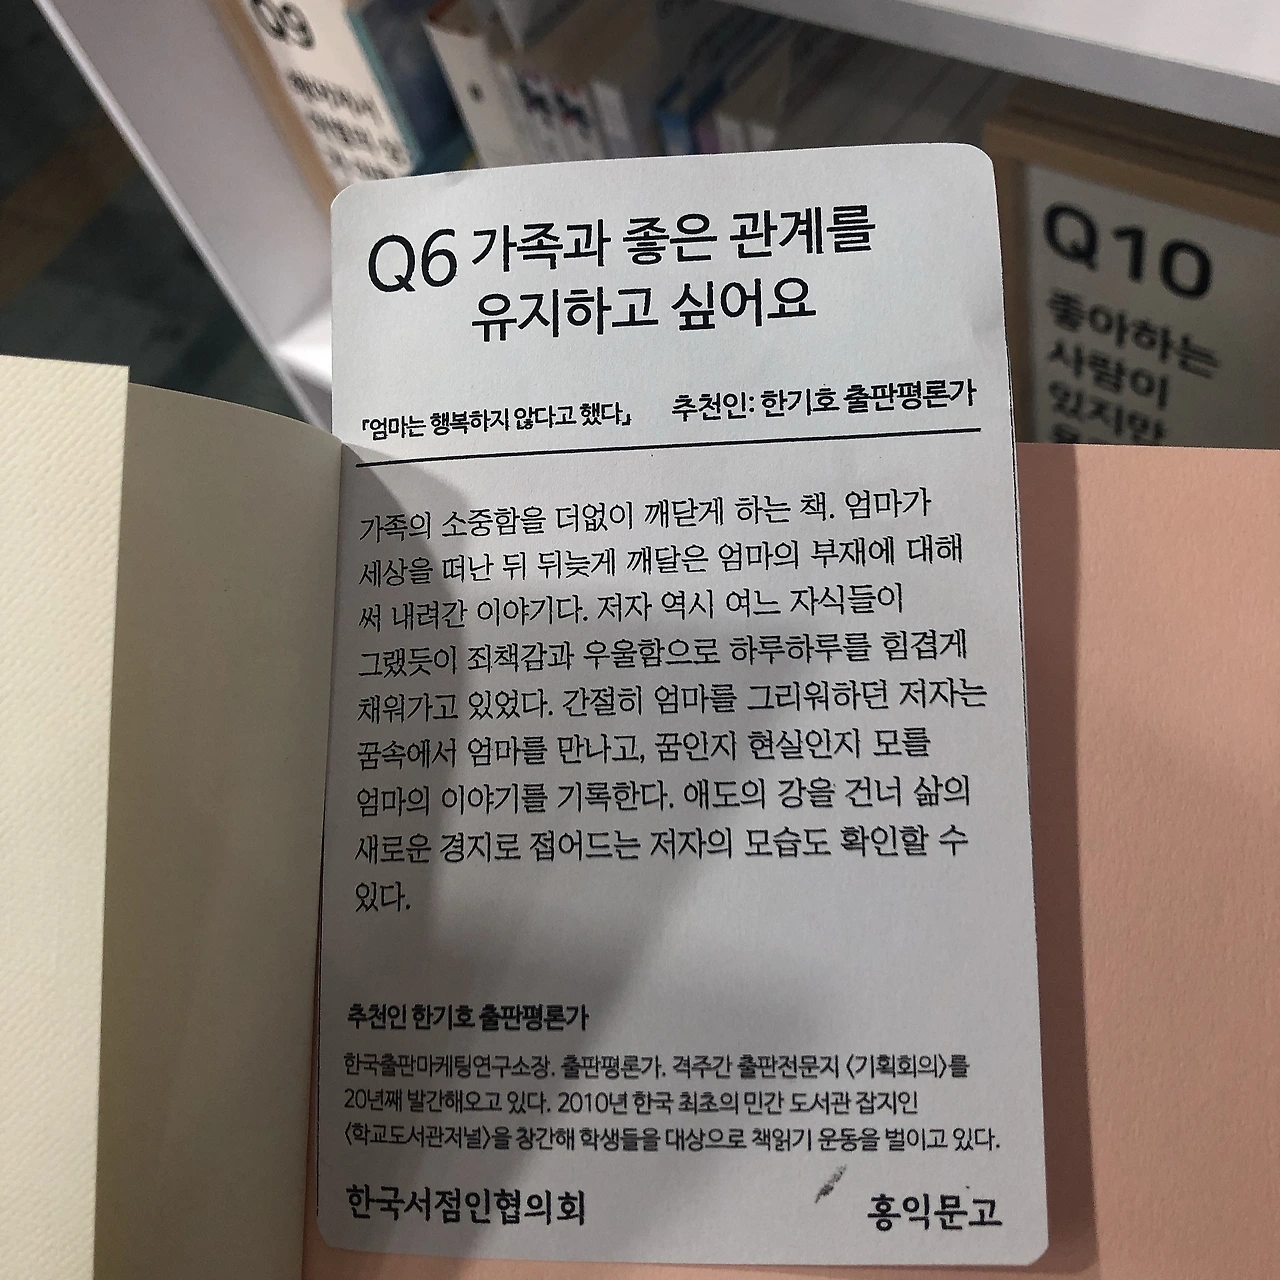 Q9
Q6 가족과 좋은 관계를
유지하고 싶어요
『엄마는 행복하지 않다고 했다』 추천인: 한기호 출판평론가
가족의 소중함을 더없이 깨닫게 하는 책. 엄마가
세상을 떠난 뒤 뒤늦게 깨달은 엄마의 부재에 대해
써 내려간 이야기다. 저자 역시 여느 자식들이
그랬듯이 죄책감과 우울함으로 하루하루를 힘겹게
채워가고 있었다. 간절히 엄마를 그리워하던 저자는
꿈속에서 엄마를 만나고, 꿈인지 현실인지 모를
엄마의 이야기를 기록한다. 애도의 강을 건너 삶의
새로운 경지로 접어드는 저자의 모습도 확인할 수
있다.
추천인 한기호 출판평론가
한국출판마케팅연구소장. 출판평론가. 격주간 출판전문지 〈기획회의〉를
20년째 발간해오고 있다. 2010년 한국 최초의 민간 도서관 잡지인
〈학교도서관저널〉을 창간해 학생들을 대상으로 책읽기 운동을 벌이고 있다.
한국서점인협의회 홍익문고
Q10
좋아하는
사람이
있지만